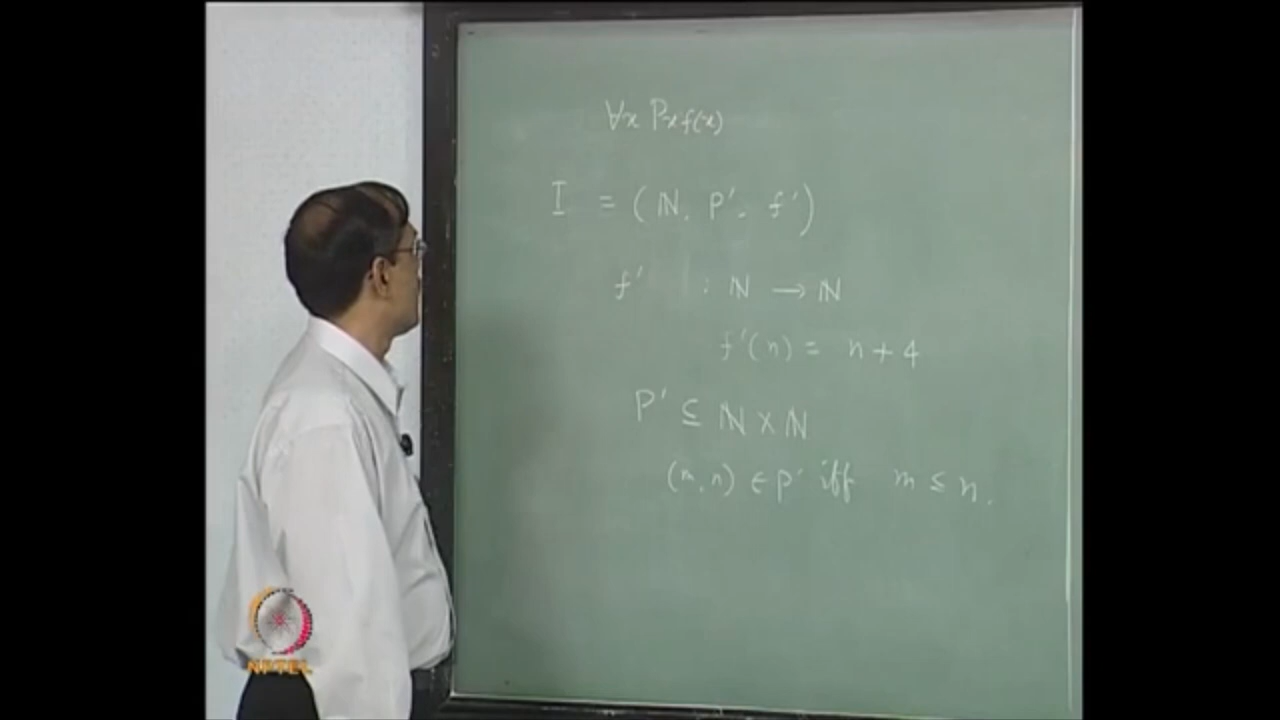 ∀x Pxf(x)
I = (ℕ, P', f')
f' : ℕ → ℕ
f'(n) = n + 4
P' ⊆ ℕ × ℕ
(m, n) ∈ P' iff m ≤ n.
NPTEL